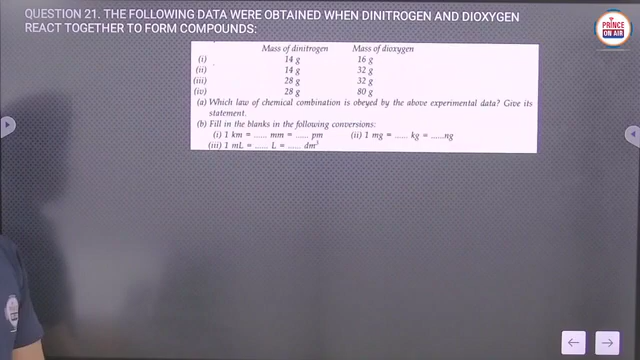 QUESTION 21. THE FOLLOWING DATA WERE OBTAINED WHEN DINITROGEN AND DIOXYGEN
REACT TOGETHER TO FORM COMPOUNDS:
PRINCE
ON AIR
Mass of dinitrogen Mass of dioxygen
(i) 14 g 16 g
(ii) 14 g 32 g
(iii) 28 g 32 g
(iv) 28 g 80 g
(a) Which law of chemical combination is obeyed by the above experimental data? Give its
statement.
(b) Fill in the blanks in the following conversions:
(i) 1 km = ...... mm = ...... pm (ii) 1 mg = ...... kg = ......ng
(iii) 1 mL = ...... L = ...... dm³